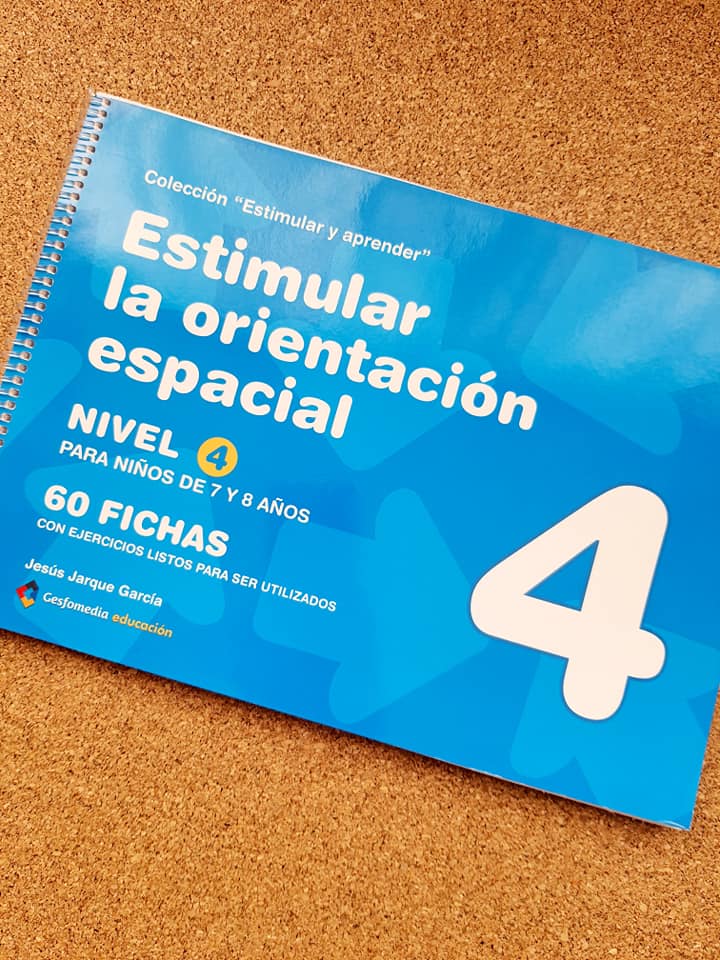 Colección “Estimular y aprender”
Estimular
la orientación
espacial
NIVEL 4
PARA NIÑOS DE 7 Y 8 AÑOS
60 FICHAS
CON EJERCICIOS LISTOS PARA SER UTILIZADOS
Jesús Jarque García
Gesfomedia educación
4